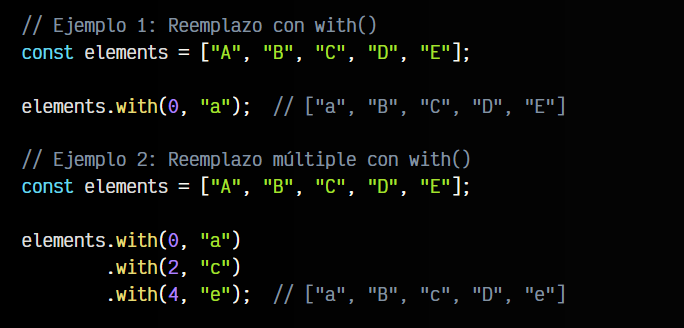 // Ejemplo 1: Reemplazo con with()
const elements = ["A", "B", "C", "D", "E"];
elements.with(0, "a");  // ["a", "B", "C", "D", "E"]
// Ejemplo 2: Reemplazo múltiple con with()
const elements = ["A", "B", "C", "D", "E"];
elements.with(0, "a")
.with(2, "c")
.with(4, "e");  // ["a", "B", "c", "D", "e"]